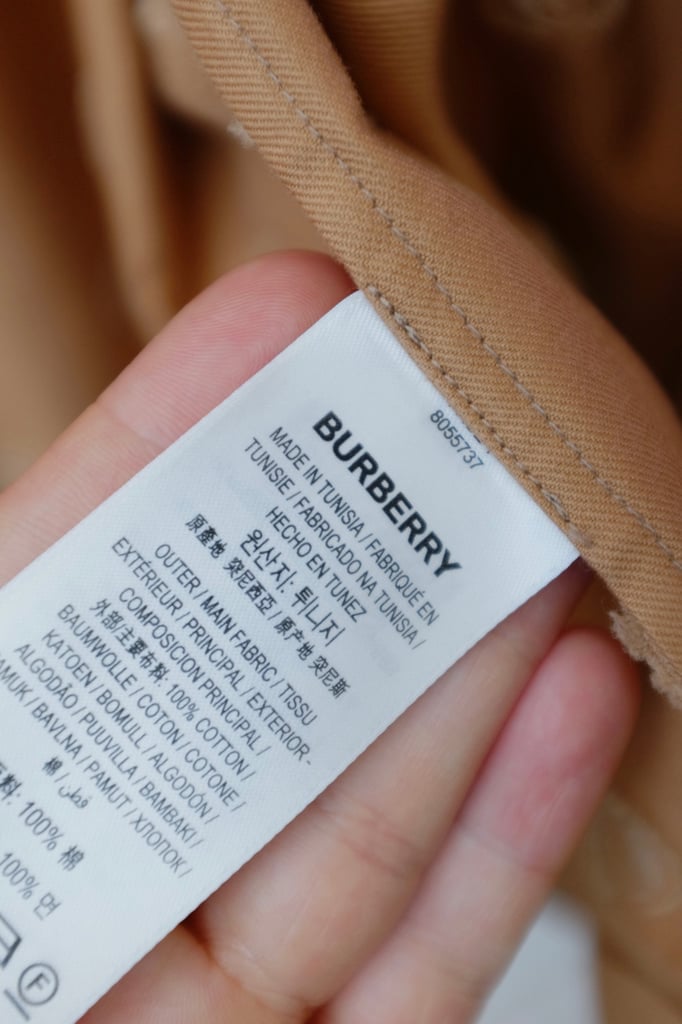 8055737
BURBERRY
MADE IN TUNISIA / FABRIQUÉ EN
TUNISIE / FABRICADO NA TUNISIA /
HECHO EN TUNEZ
원산지: 튀니지
原產地 突尼西亞 / 原产地 突尼斯
OUTER / MAIN FABRIC / TISSU
EXTÉRIEUR / PRINCIPAL / EXTERIOR-
COMPOSICION PRINCIPAL /
外部/主要布料: 100% COTTON /
BAUMWOLLE / COTON / COTONE /
KATOEN / BOMULL / ALGODÓN /
ALGODÃO / PUUVILLA / BAMBAKI /
PAMUK / BAVLNA / PAMUT / ХЛОПОК /
棉 / قطن
料: 100% 棉
100% 면
F